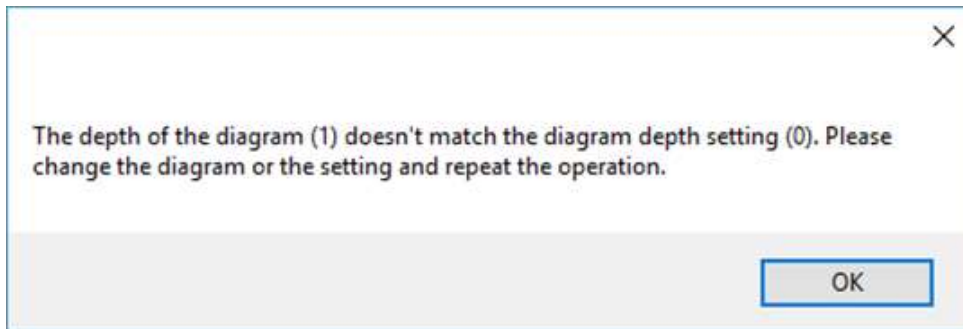 The depth of the diagram (1) doesn't match the diagram depth setting (0). Please
change the diagram or the setting and repeat the operation.
OK